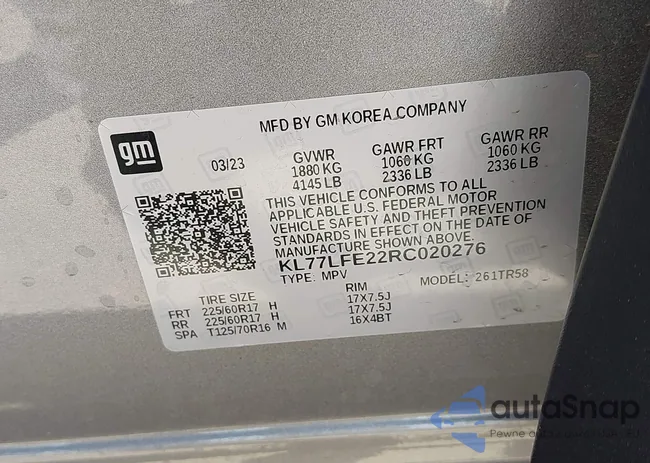 MFD BY GM KOREA COMPANY
gm
03/23
GVWR
1880 KG
4145 LB
GAWR FRT
1060 KG
2336 LB
GAWR RR
1060 KG
2336 LB
THIS VEHICLE CONFORMS TO ALL
APPLICABLE U.S. FEDERAL MOTOR
VEHICLE SAFETY AND THEFT PREVENTION
STANDARDS IN EFFECT ON THE DATE OF
MANUFACTURE SHOWN ABOVE.
KL77LFE22RC020276
TYPE: MPV MODEL: 261TR58
TIRE SIZE RIM
FRT 225/60R17 H 17X7.5J
RR 225/60R17 H 17X7.5J
SPA T125/70R16 M 16X4BT
autoSnap
Pewne auto